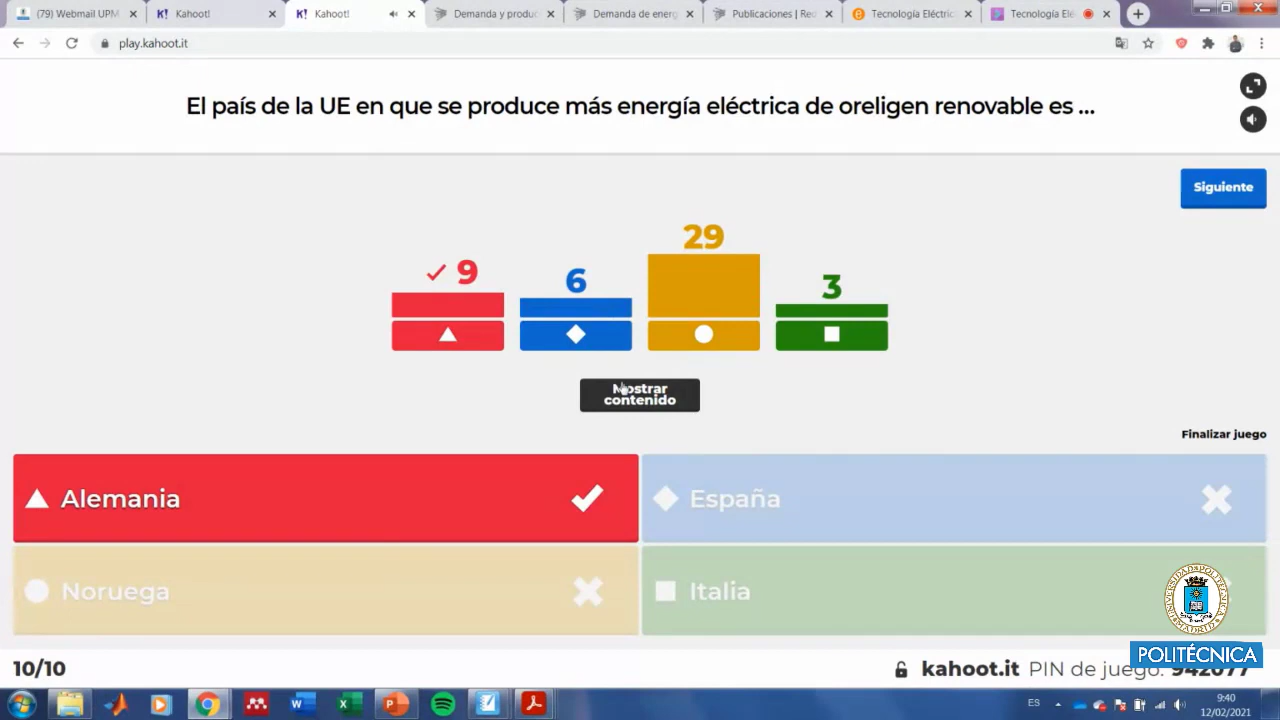 (79) Webmail UPM
Kahoot!
Kahoot!
Demanda y produc
Demanda de energ
Publicaciones | Rec
Tecnología Eléctric
Tecnología Elé
play.kahoot.it
El país de la UE en que se produce más energía eléctrica de oreligen renovable es ...
Siguiente
9
6
29
3
Mostrar
contenido
Finalizar juego
Alemania
España
Noruega
Italia
POLITÉCNICA
10/10
kahoot.it PIN de juego: 942077
ES
9:40
12/02/2021